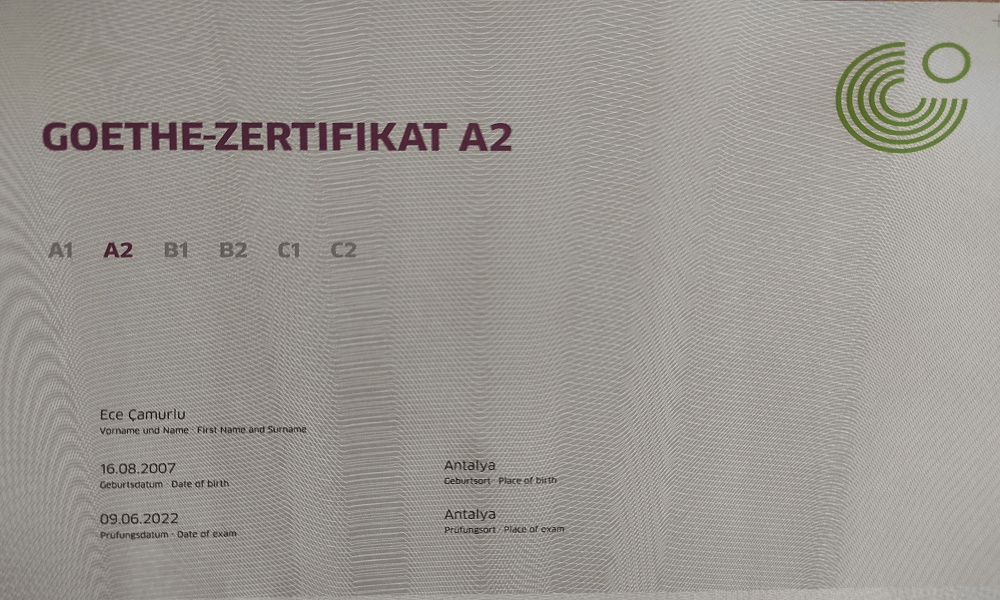 GOETHE-ZERTIFIKAT A2
A1 A2 B1 B2 C1 C2
Ece Çamurlu
Vorname und Name · First Name and Surname
16.08.2007
Geburtsdatum · Date of birth
Antalya
Geburtsort · Place of birth
09.06.2022
Prüfungsdatum · Date of exam
Antalya
Prüfungsort · Place of exam